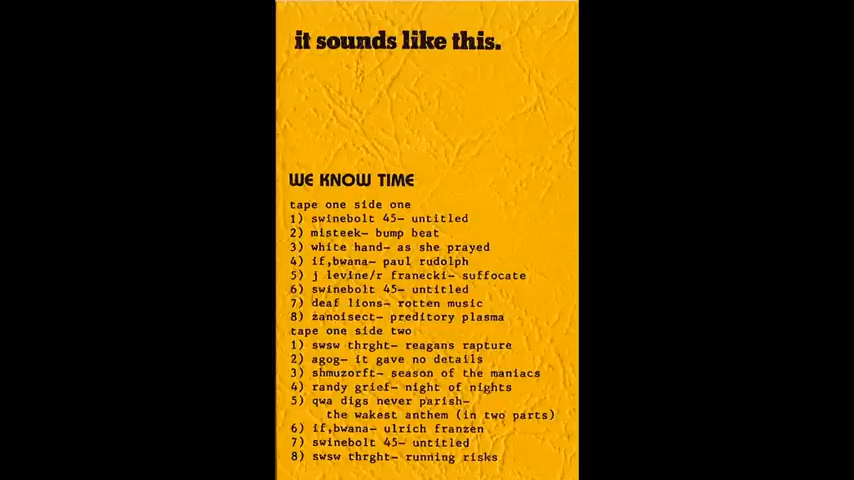 it sounds like this.
WE KNOW TIME
tape one side one
1) swinebolt 45- untitled
2) misteek- bump beat
3) white hand- as she prayed
4) if,bwana- paul rudolph
5) j levine/r franecki- suffocate
6) swinebolt 45- untitled
7) deaf lions- rotten music
8) zanoisect- preditory plasma
tape one side two
1) swsw thrght- reagans rapture
2) agog- it gave no details
3) shmuzorft- season of the maniacs
4) randy grief- night of nights
5) qwa digs never parish-
the wakest anthem (in two parts)
6) if,bwana- ulrich franzen
7) swinebolt 45- untitled
8) swsw thrght- running risks